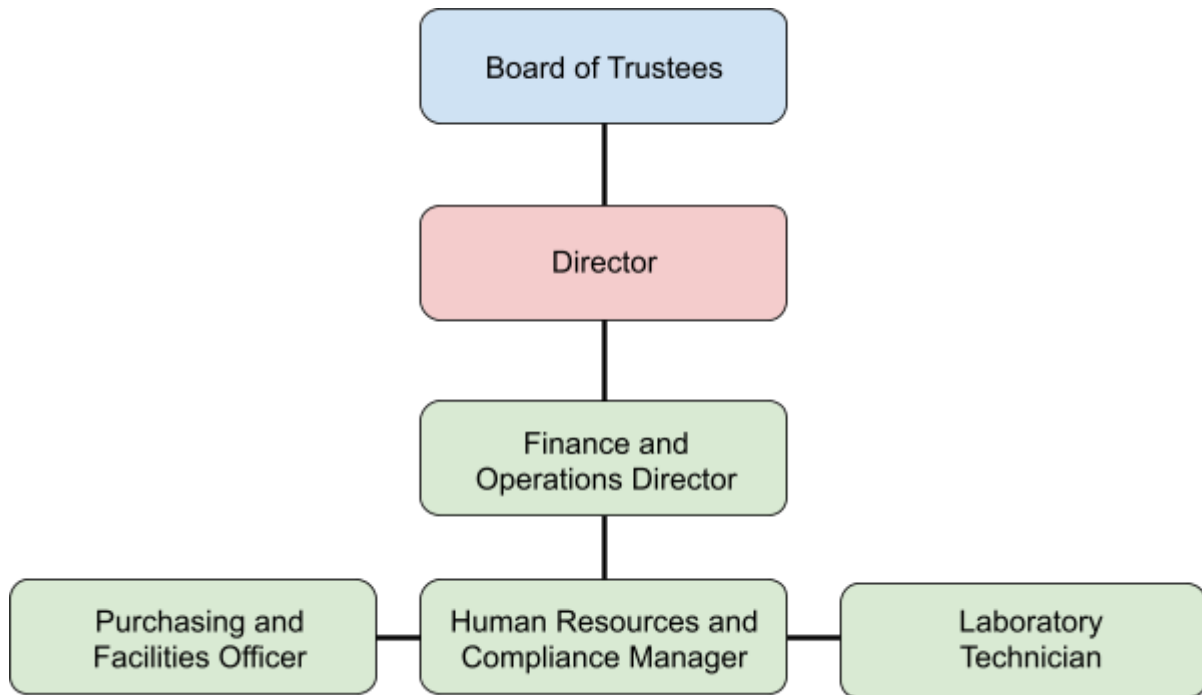 Board of Trustees
Director
Finance and
Operations Director
Purchasing and
Facilities Officer
Human Resources and
Compliance Manager
Laboratory
Technician